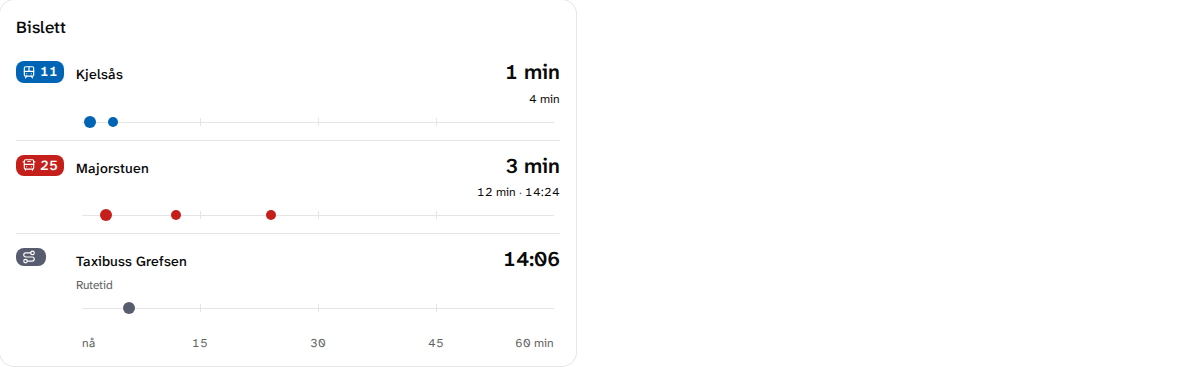 Bislett
11 Kjelsås 1 min
4 min
25 Majorstuen 3 min
12 min · 14:24
Taxibuss Grefsen 14:06
Rutetid
nå 15 30 45 60 min